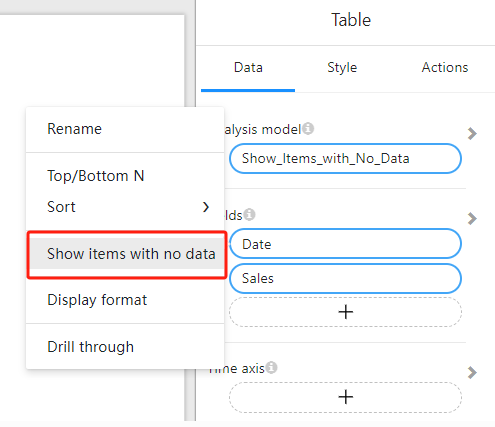 Table
Data Style Actions
Rename
Top/Bottom N
Sort
Show items with no data
Display format
Drill through
alysis model
Show_Items_with_No_Data
elds
Date
Sales
Time axis